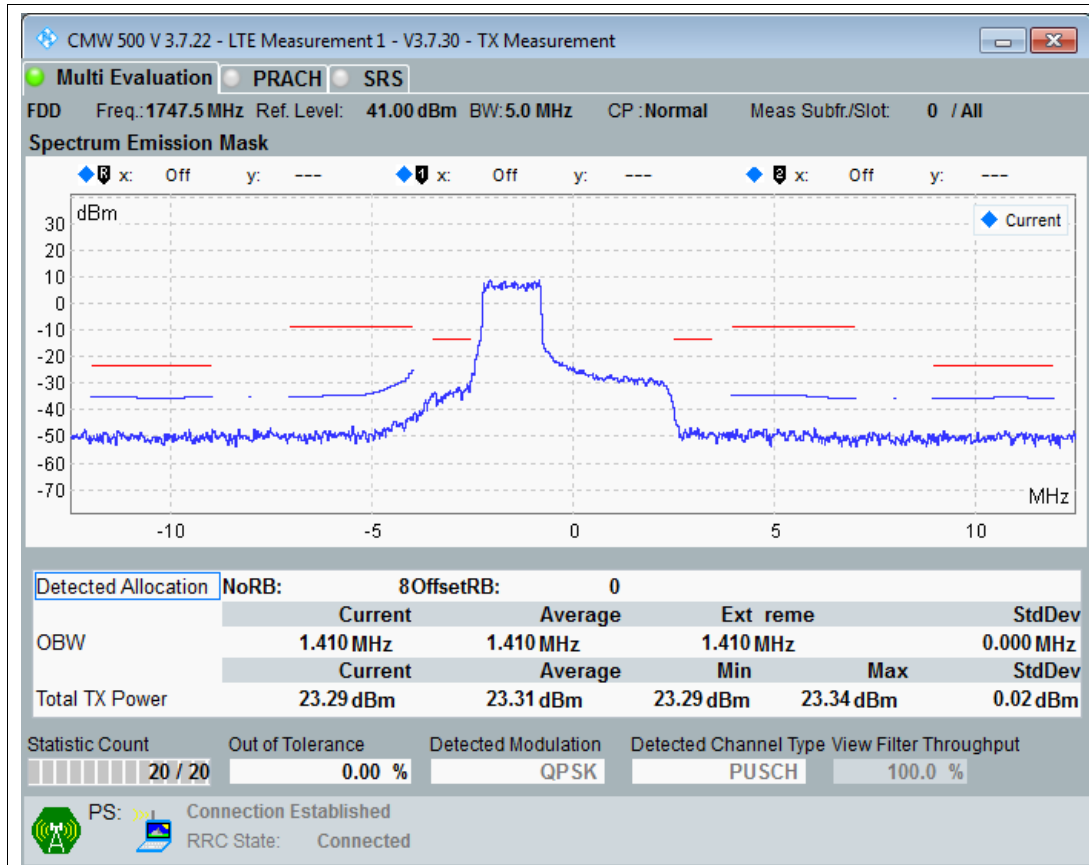 CMW 500 V 3.7.22 - LTE Measurement 1 - V3.7.30 - TX Measurement
Multi Evaluation PRACH SRS
FDD Freq.: 1747.5 MHz Ref. Level: 41.00 dBm BW: 5.0 MHz CP : Normal Meas Subfr./Slot: 0 / All
Spectrum Emission Mask
R x: Off y: --- 1 x: Off y: --- 2 x: Off y: ---
dBm
Current
30
20
10
0
-10
-20
-30
-40
-50
-60
-70
MHz
-10 -5 0 5 10
Detected Allocation NoRB: 8 OffsetRB: 0
Current Average Ext reme StdDev
OBW 1.410 MHz 1.410 MHz 1.410 MHz 0.000 MHz
Current Average Min Max StdDev
Total TX Power 23.29 dBm 23.31 dBm 23.29 dBm 23.34 dBm 0.02 dBm
Statistic Count Out of Tolerance Detected Modulation Detected Channel Type View Filter Throughput
20 / 20 0.00 % QPSK PUSCH 100.0 %
PS: Connection Established
RRC State: Connected